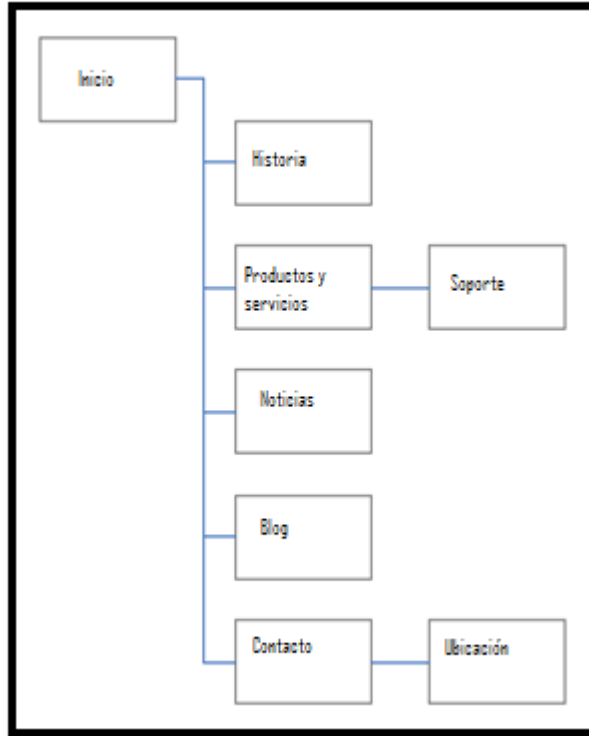 Inicio
Historia
Productos y
servicios
Soporte
Noticias
Blog
Contacto
Ubicación